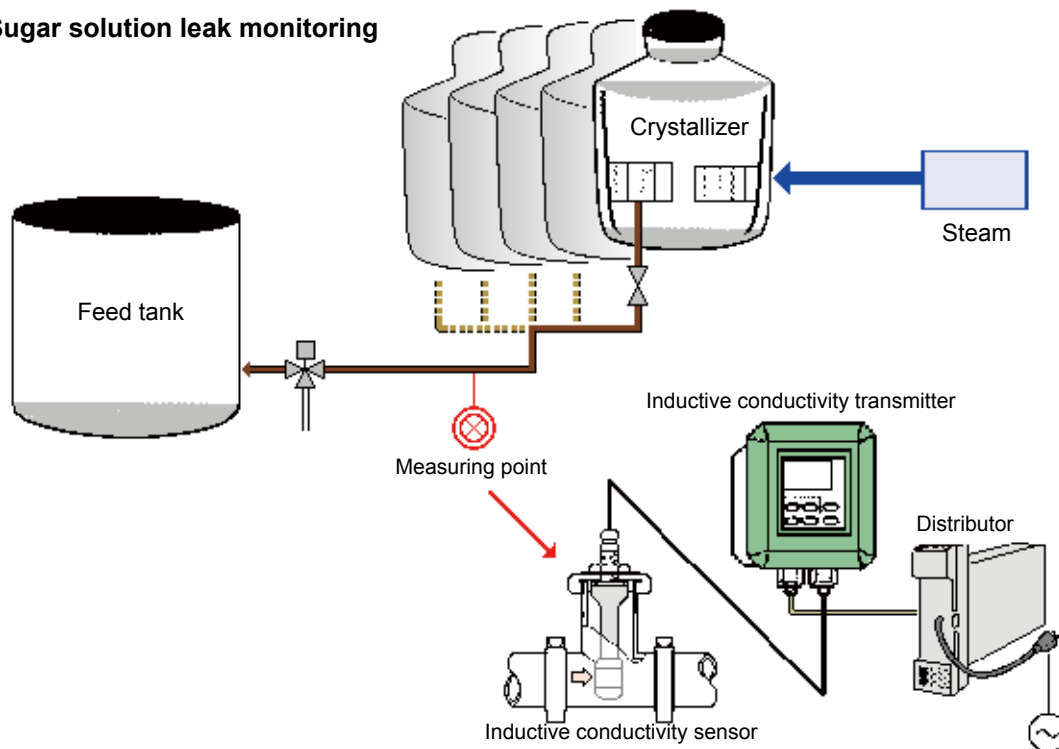 Sugar solution leak monitoring
Crystallizer
Steam
Feed tank
Inductive conductivity transmitter
Measuring point
Distributor
Inductive conductivity sensor